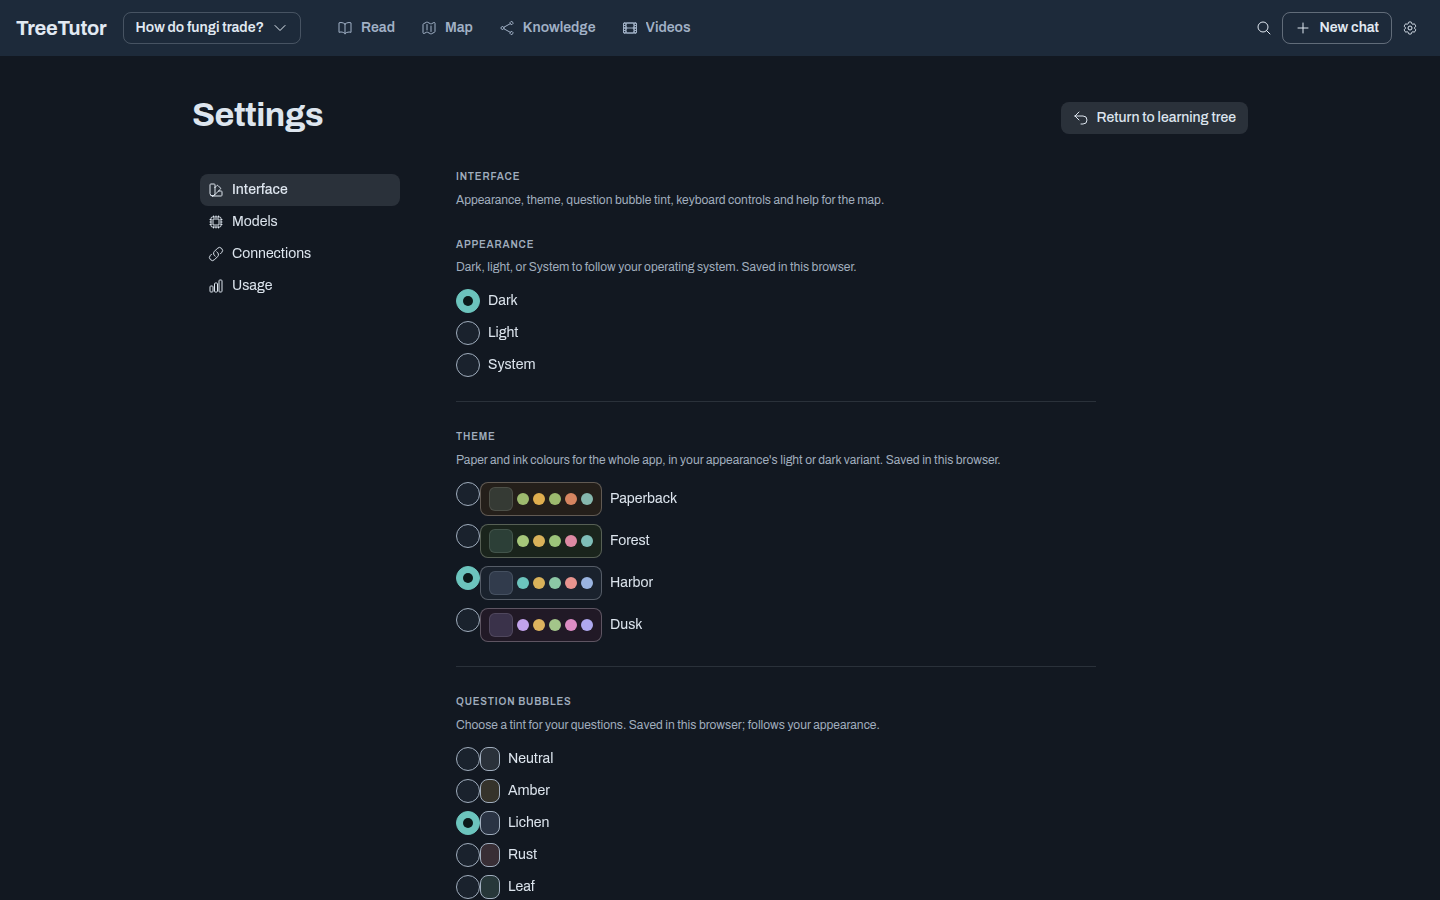 TreeTutor
How do fungi trade?
Read
Map
Knowledge
Videos
New chat
Settings
Return to learning tree
Interface
Models
Connections
Usage
INTERFACE
Appearance, theme, question bubble tint, keyboard controls and help for the map.
APPEARANCE
Dark, light, or System to follow your operating system. Saved in this browser.
Dark
Light
System
THEME
Paper and ink colours for the whole app, in your appearance's light or dark variant. Saved in this browser.
Paperback
Forest
Harbor
Dusk
QUESTION BUBBLES
Choose a tint for your questions. Saved in this browser; follows your appearance.
Neutral
Amber
Lichen
Rust
Leaf